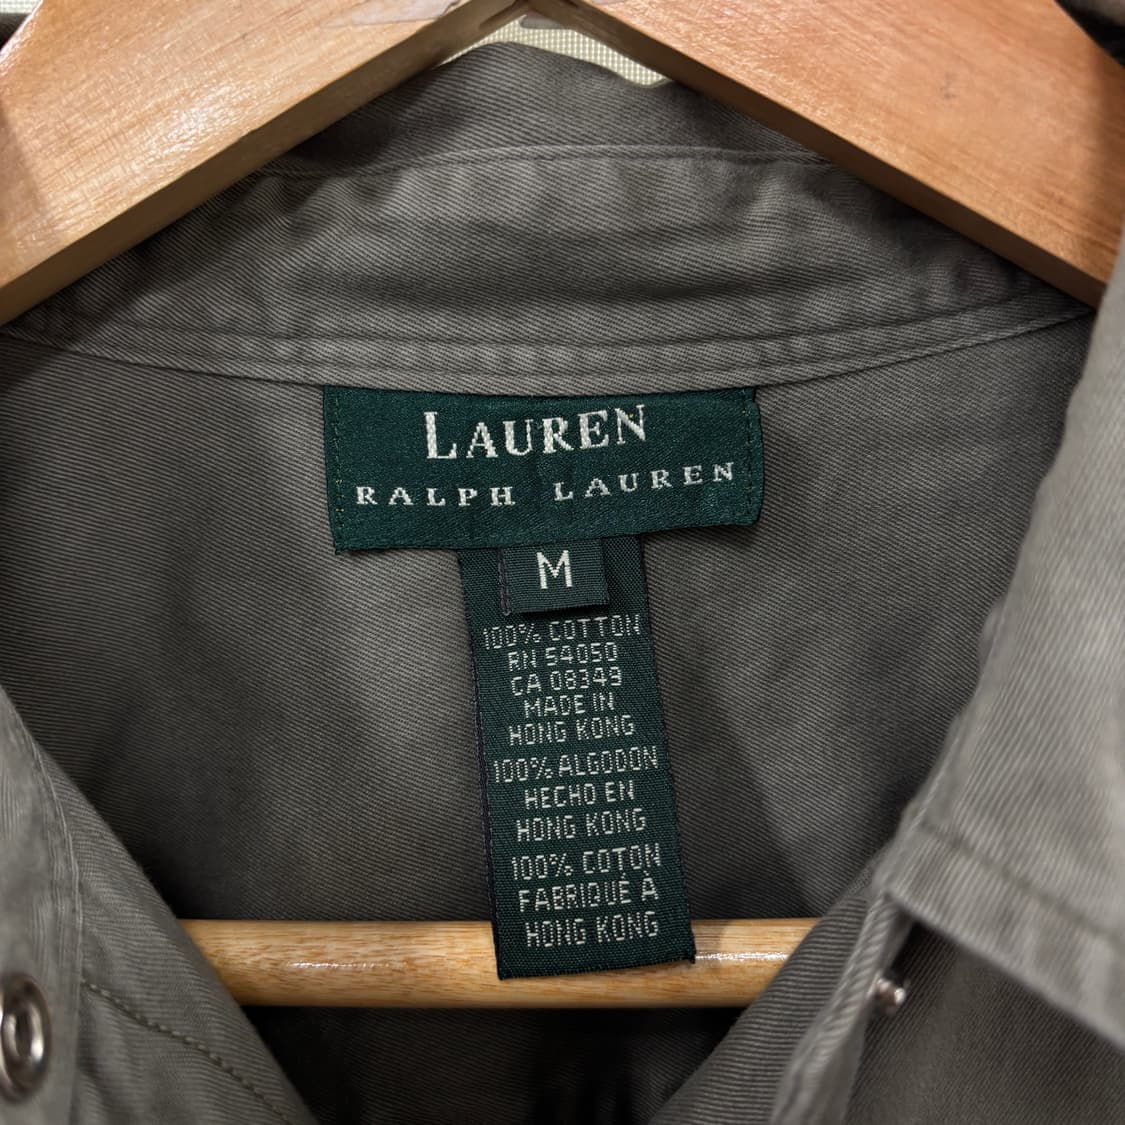 LAUREN
RALPH LAUREN
M
100% COTTON
RN 54050
CA 08349
MADE IN
HONG KONG
100% ALGODON
HECHO EN
HONG KONG
100% COTON
FABRIQUÉ À
HONG KONG